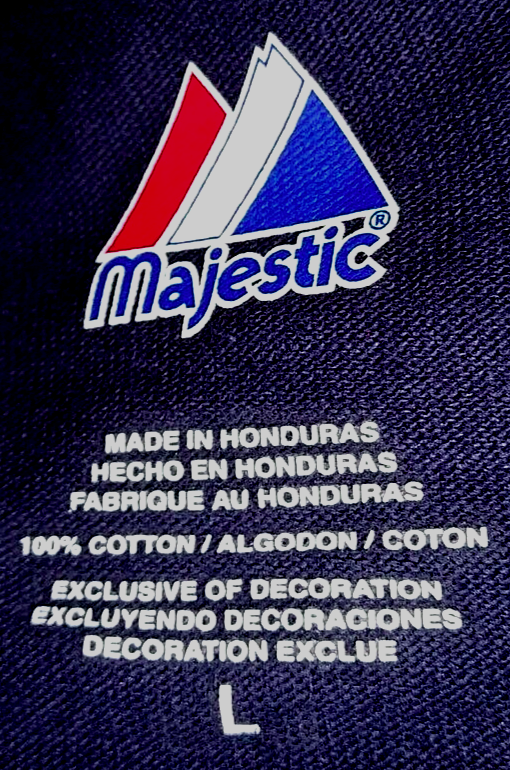 Majestic®
MADE IN HONDURAS
HECHO EN HONDURAS
FABRIQUE AU HONDURAS
100% COTTON / ALGODON / COTON
EXCLUSIVE OF DECORATION
EXCLUYENDO DECORACIONES
DECORATION EXCLUE
L